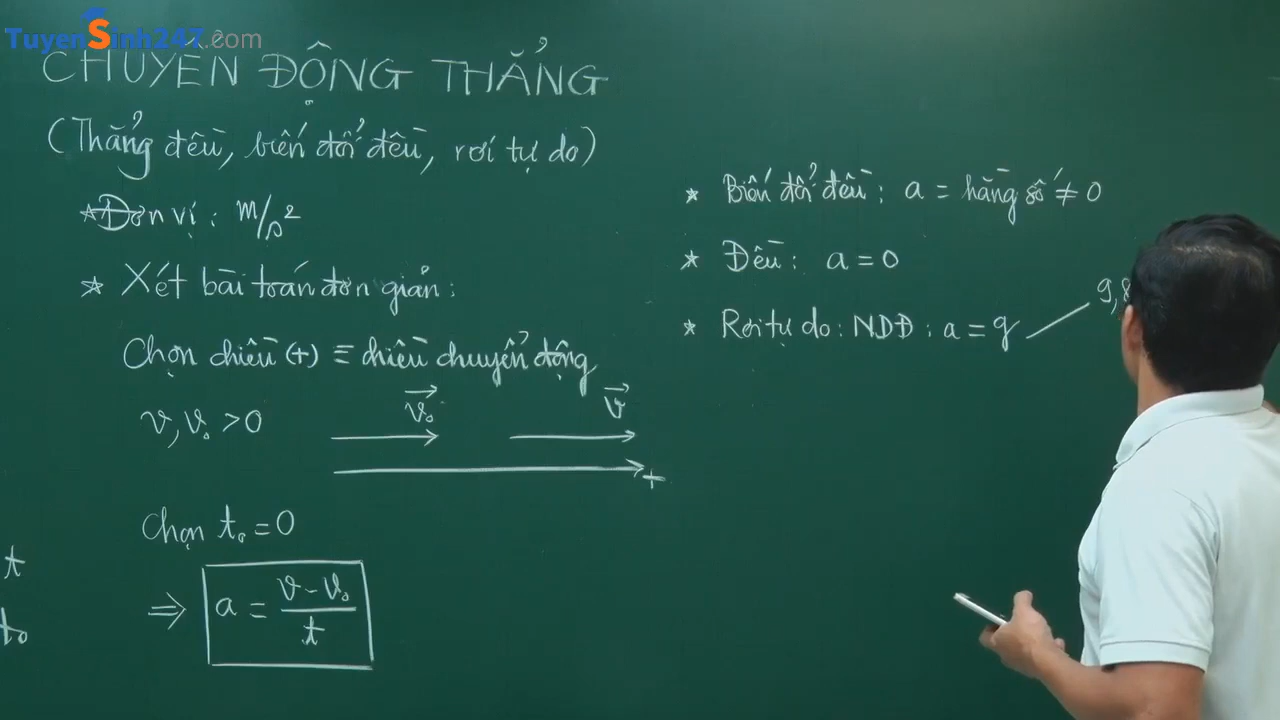 TuyenSinh247.com
CHUYỂN ĐỘNG THẲNG
(Thẳng đều, biến đổi đều, rơi tự do)
* Đơn vị: m/s²
* Xét bài toán đơn giản:
Chọn chiều (+) ≡ chiều chuyển động
v, v₀ > 0
v₀
v
+
Chọn t₀ = 0
⇒ a = (v - v₀)/t
t
t₀
* Biến đổi đều: a = hằng số ≠ 0
* Đều: a = 0
* Rơi tự do: NDĐ: a = g
9,8